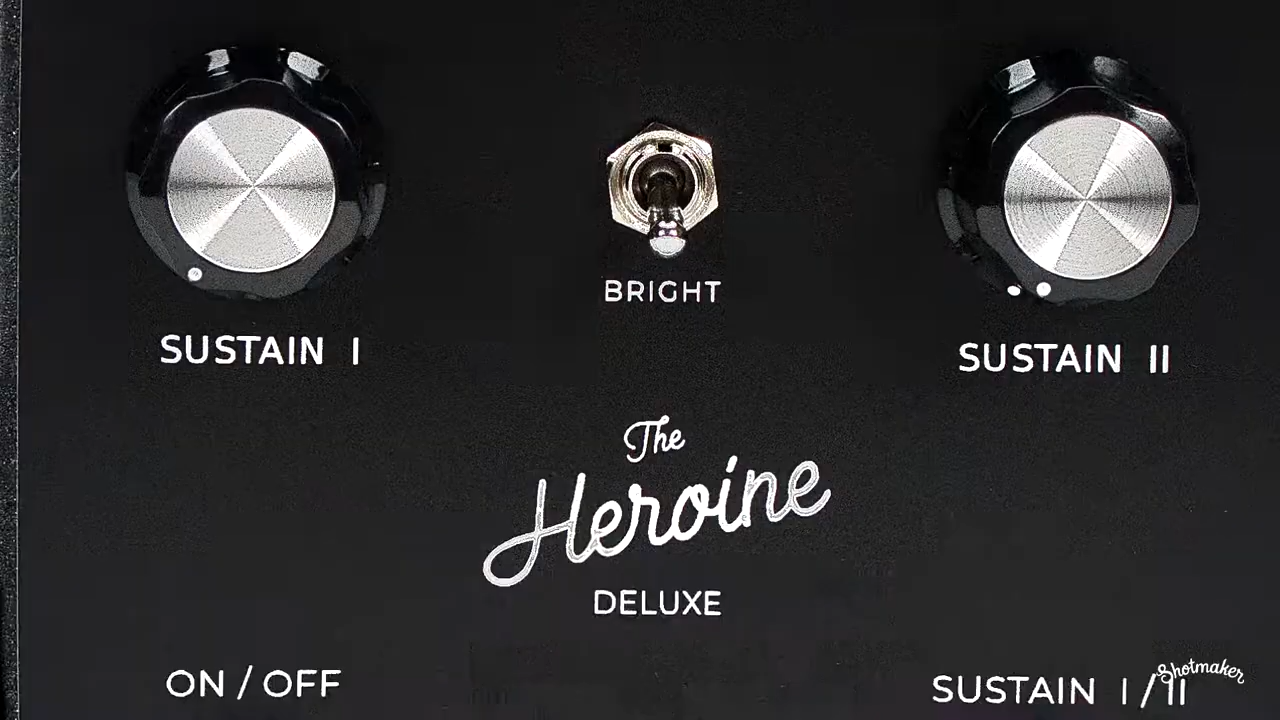 BRIGHT
SUSTAIN I
SUSTAIN II
The
Heroine
DELUXE
ON / OFF
SUSTAIN I / II
Shotmaker